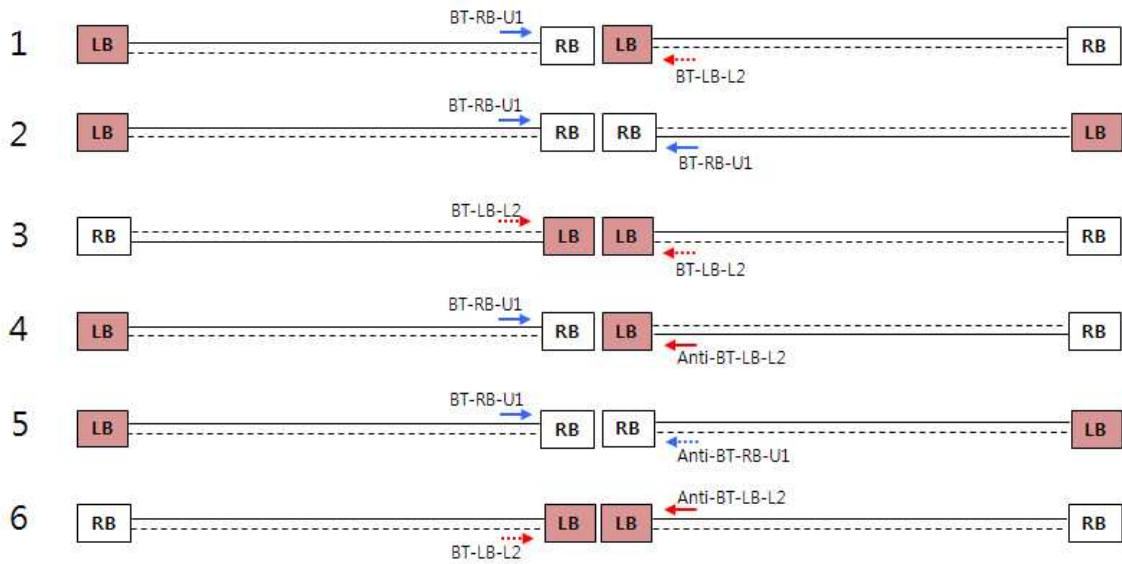 BT-RB-U1
1 LB RB LB RB
BT-LB-L2
BT-RB-U1
2 LB RB RB LB
BT-RB-U1
BT-LB-L2
3 RB LB LB RB
BT-LB-L2
BT-RB-U1
4 LB RB LB RB
Anti-BT-LB-L2
BT-RB-U1
5 LB RB RB LB
Anti-BT-RB-U1
Anti-BT-LB-L2
6 RB LB LB RB
BT-LB-L2